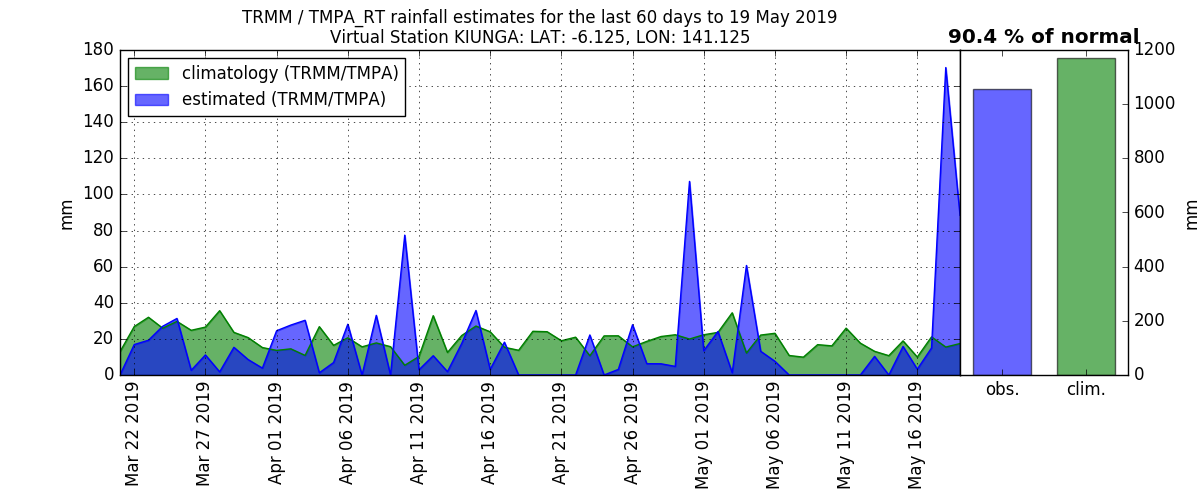 TRMM / TMPA_RT rainfall estimates for the last 60 days to 19 May 2019
Virtual Station KIUNGA: LAT: -6.125, LON: 141.125
90.4 % of normal
climatology (TRMM/TMPA)
estimated (TRMM/TMPA)
180
160
140
120
100
80
60
40
20
0
mm
Mar 22 2019
Mar 27 2019
Apr 01 2019
Apr 06 2019
Apr 11 2019
Apr 16 2019
Apr 21 2019
Apr 26 2019
May 01 2019
May 06 2019
May 11 2019
May 16 2019
1200
1000
800
600
400
200
0
mm
obs.
clim.